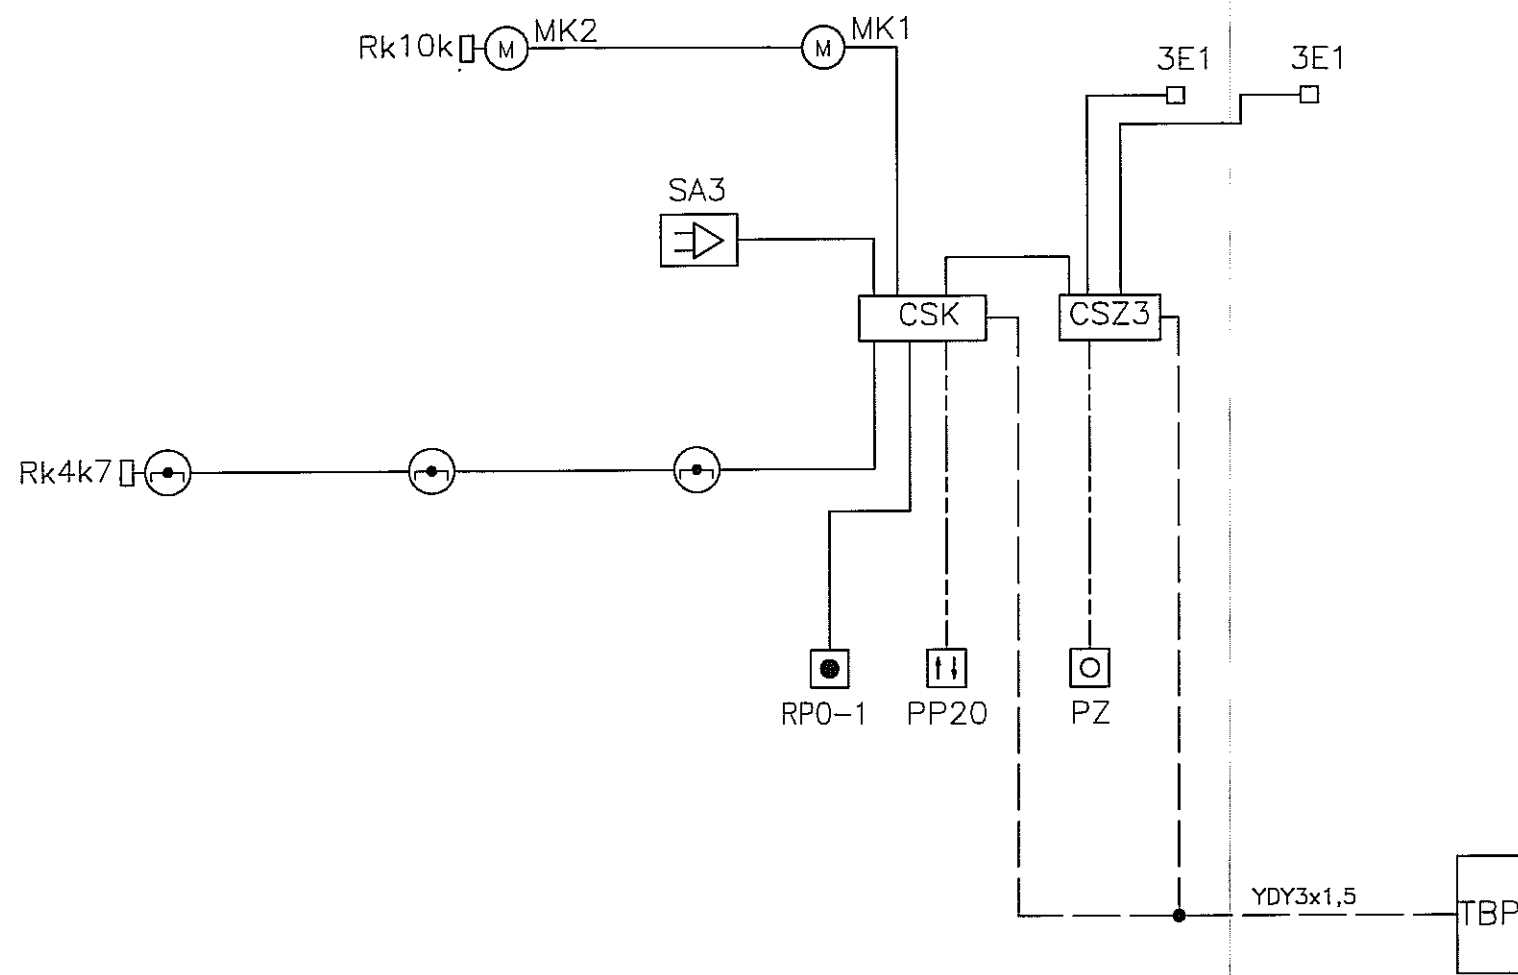 Rk10k
M
MK2
M
MK1
3E1
3E1
SA3
CSK
CSZ3
Rk4k7
RP0-1
PP20
PZ
YDY3x1,5
TBP